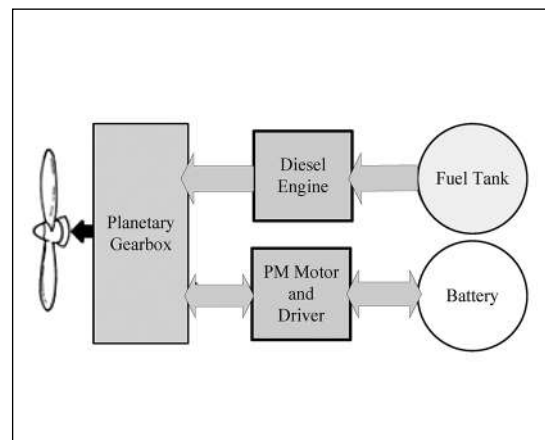 Diesel
Engine
Fuel Tank
Planetary
Gearbox
PM Motor
and
Driver
Battery